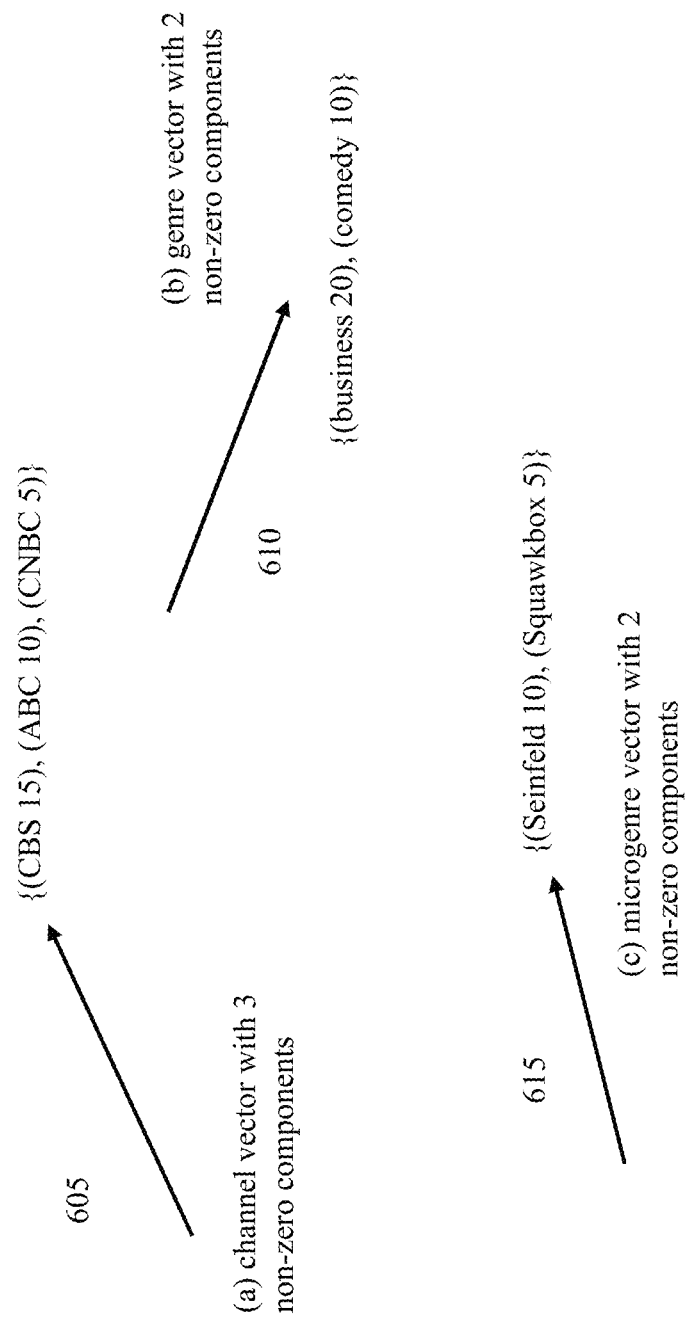 {(CBS 15), (ABC 10), (CNBC 5)}
605
(a) channel vector with 3
non-zero components
(b) genre vector with 2
non-zero components
610
{(business 20), (comedy 10)}
{(Seinfeld 10), (Squawkbox 5)}
615
(c) microgenre vector with 2
non-zero components